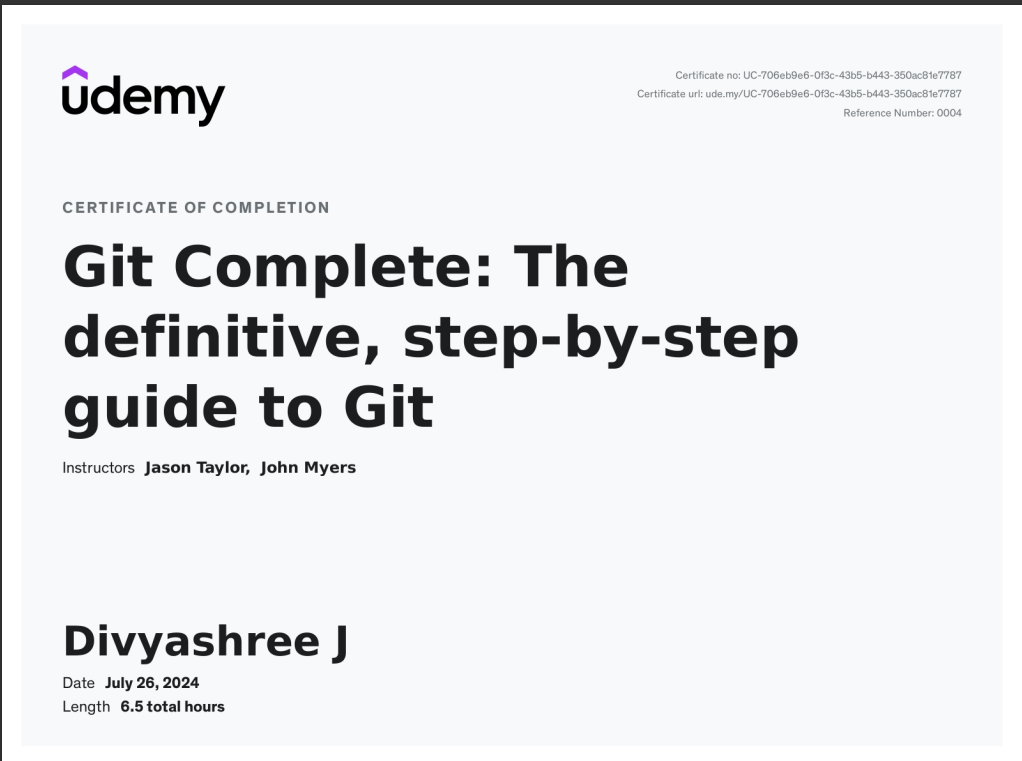 udemy
Certificate no: UC-706eb9e6-0f3c-43b5-b443-350ac81e7787
Certificate url: ude.my/UC-706eb9e6-0f3c-43b5-b443-350ac81e7787
Reference Number: 0004
CERTIFICATE OF COMPLETION
Git Complete: The
definitive, step-by-step
guide to Git
Instructors Jason Taylor, John Myers
Divyashree J
Date July 26, 2024
Length 6.5 total hours